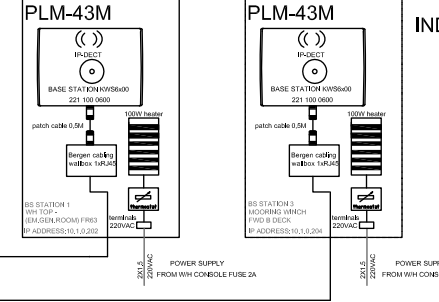 PLM-43M
IP-DECT
BASE STATION KWS6x00
221 100 0600
100W heater
patch cable 0,5M
Bergen cabling
wallbox 1xRJ45
thermostat
BS STATION 1
WH TOP -
(EM,GEN,ROOM) FR63
IP ADDRESS;10,1,0,202
terminals
220VAC
2X1,5
220VAC
POWER SUPPLY
FROM W/H CONSOLE FUSE 2A
PLM-43M
IP-DECT
BASE STATION KWS6x00
221 100 0600
100W heater
patch cable 0,5M
Bergen cabling
wallbox 1xRJ45
thermostat
BS STATION 3
MOORING WINCH
FWD B DECK
IP ADDRESS;10,1,0,204
terminals
220VAC
2X1,5
220VAC
POWER SUP
FROM W/H CONS
IND